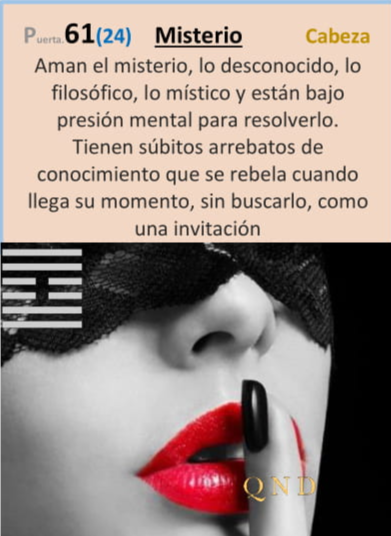 Puerta.61(24) Misterio Cabeza
Aman el misterio, lo desconocido, lo
filosófico, lo místico y están bajo
presión mental para resolverlo.
Tienen súbitos arrebatos de
conocimiento que se rebela cuando
llega su momento, sin buscarlo, como
una invitación
QND